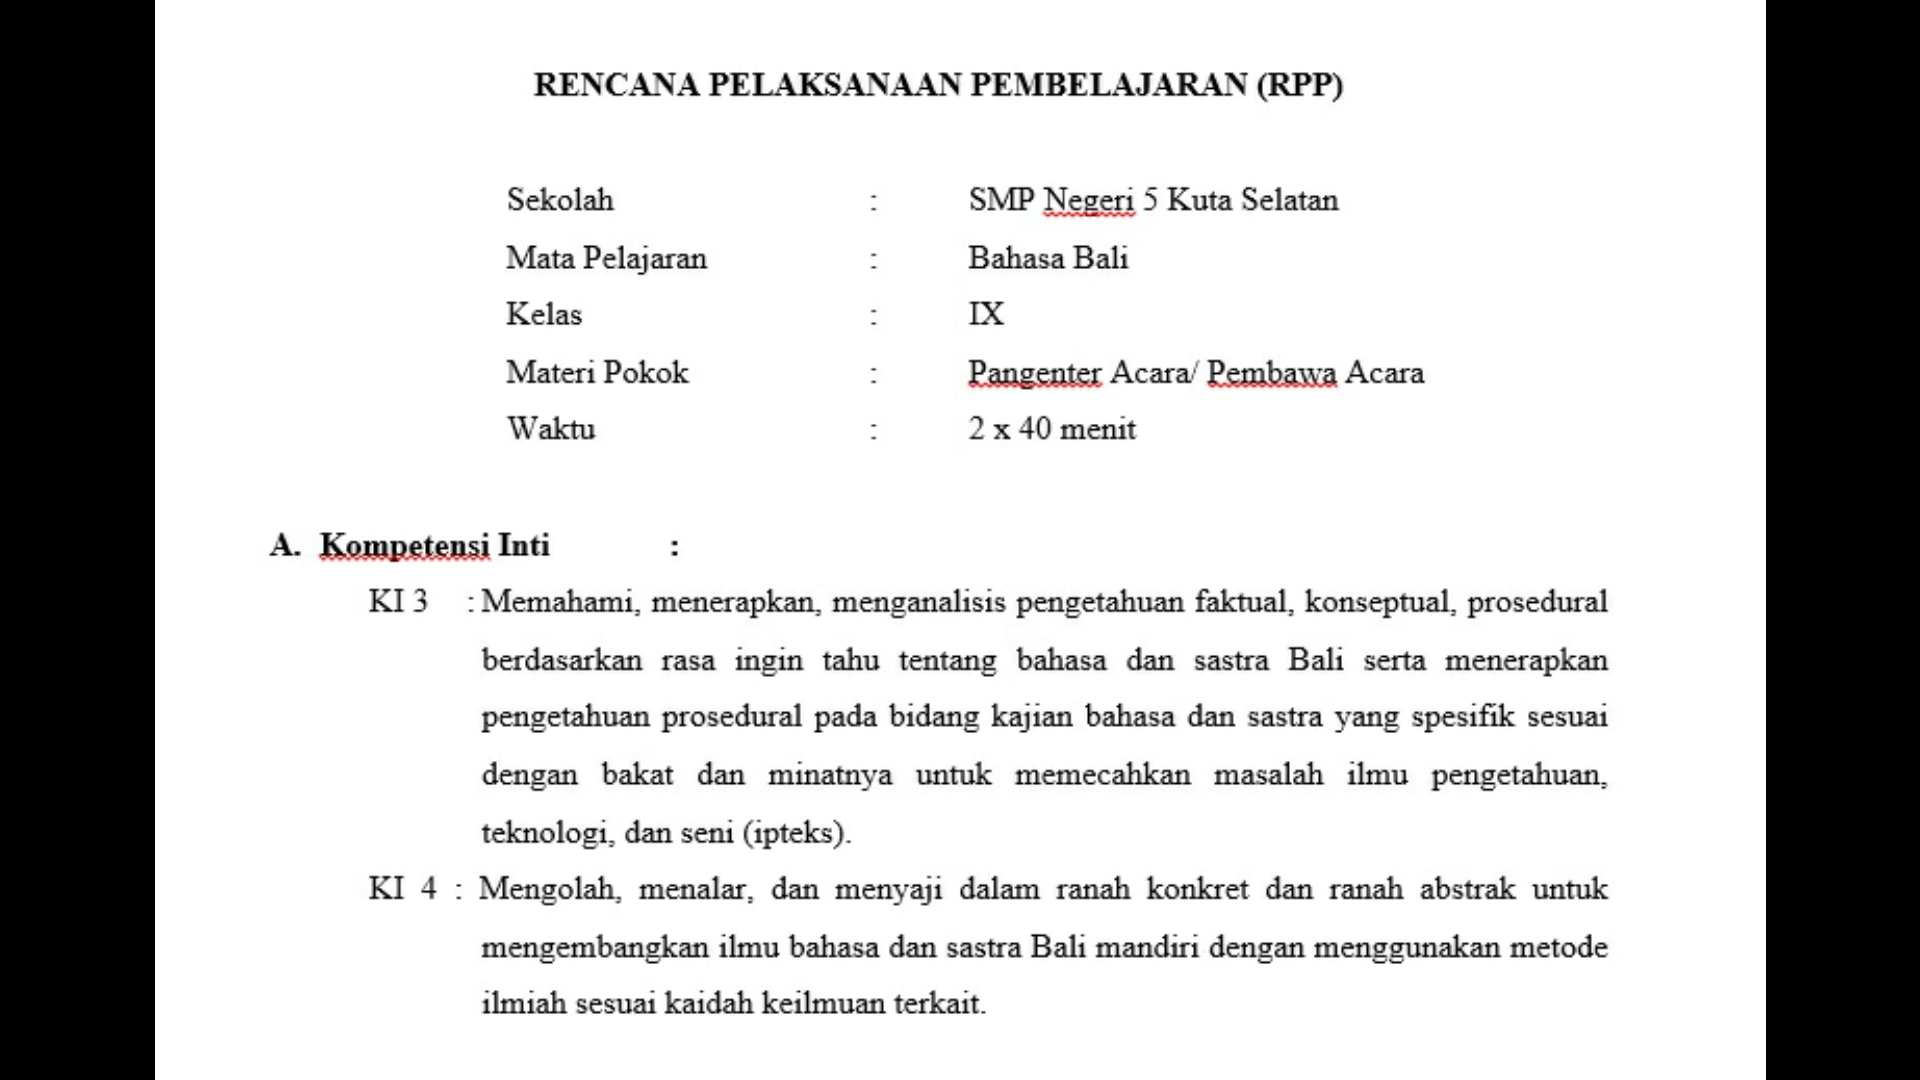 RENCANA PELAKSANAAN PEMBELAJARAN (RPP)
Sekolah : SMP Negeri 5 Kuta Selatan
Mata Pelajaran : Bahasa Bali
Kelas : IX
Materi Pokok : Pangenter Acara/ Pembawa Acara
Waktu : 2 x 40 menit
A. Kompetensi Inti :
KI 3 : Memahami, menerapkan, menganalisis pengetahuan faktual, konseptual, prosedural
berdasarkan rasa ingin tahu tentang bahasa dan sastra Bali serta menerapkan
pengetahuan prosedural pada bidang kajian bahasa dan sastra yang spesifik sesuai
dengan bakat dan minatnya untuk memecahkan masalah ilmu pengetahuan,
teknologi, dan seni (ipteks).
KI 4 : Mengolah, menalar, dan menyaji dalam ranah konkret dan ranah abstrak untuk
mengembangkan ilmu bahasa dan sastra Bali mandiri dengan menggunakan metode
ilmiah sesuai kaidah keilmuan terkait.